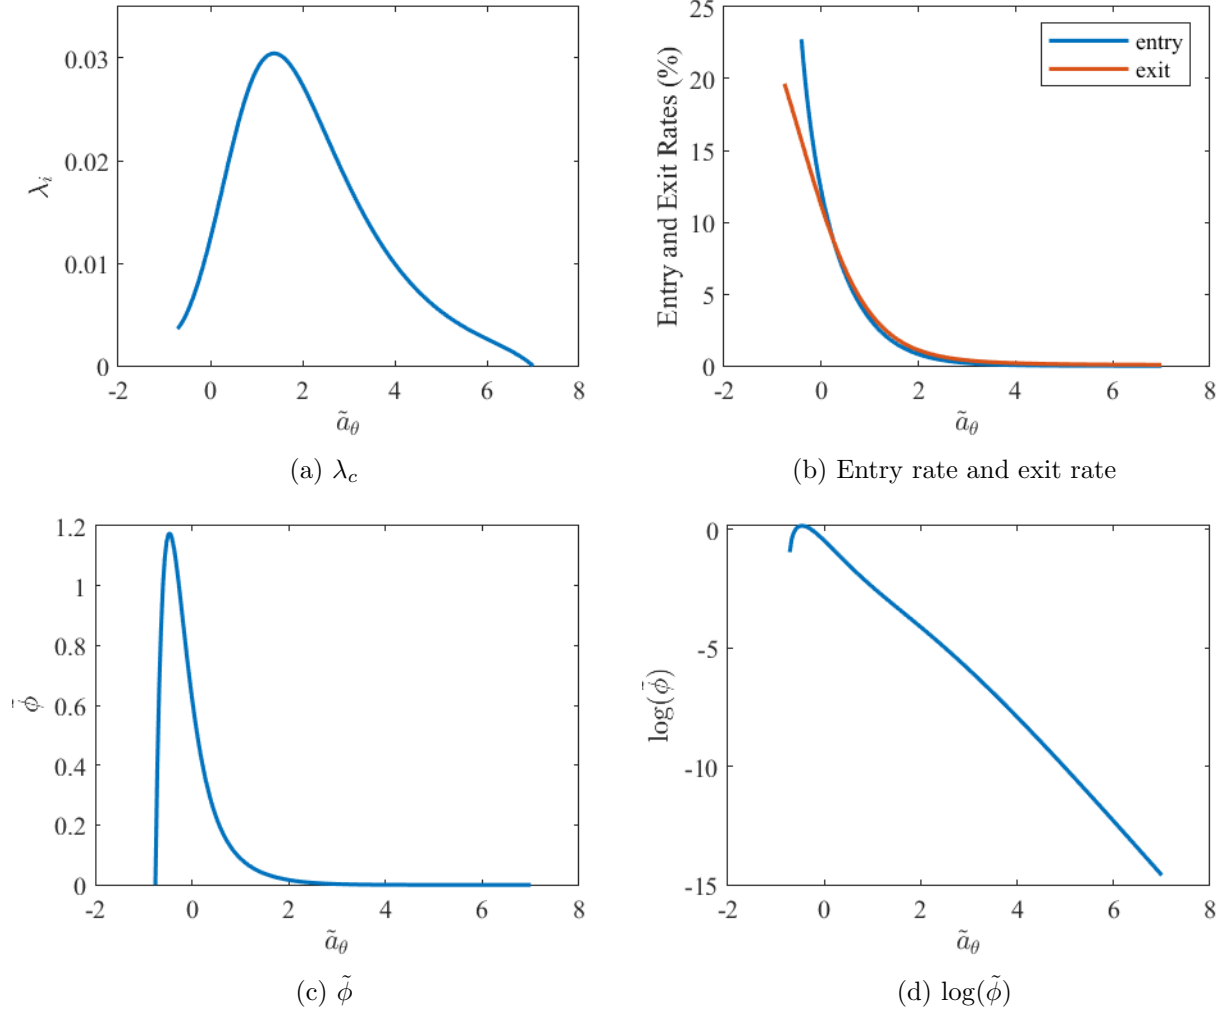 0.03
0.02
0.01
0
λ_i
-2 0 2 4 6 8
ã_θ
(a) λ_c
25
20
15
10
5
0
Entry and Exit Rates (%)
entry
exit
-2 0 2 4 6 8
ã_θ
(b) Entry rate and exit rate
1.2
1
0.8
0.6
0.4
0.2
0
ϕ̃
-2 0 2 4 6 8
ã_θ
(c) ϕ̃
0
-5
-10
-15
log(ϕ̃)
-2 0 2 4 6 8
ã_θ
(d) log(ϕ̃)